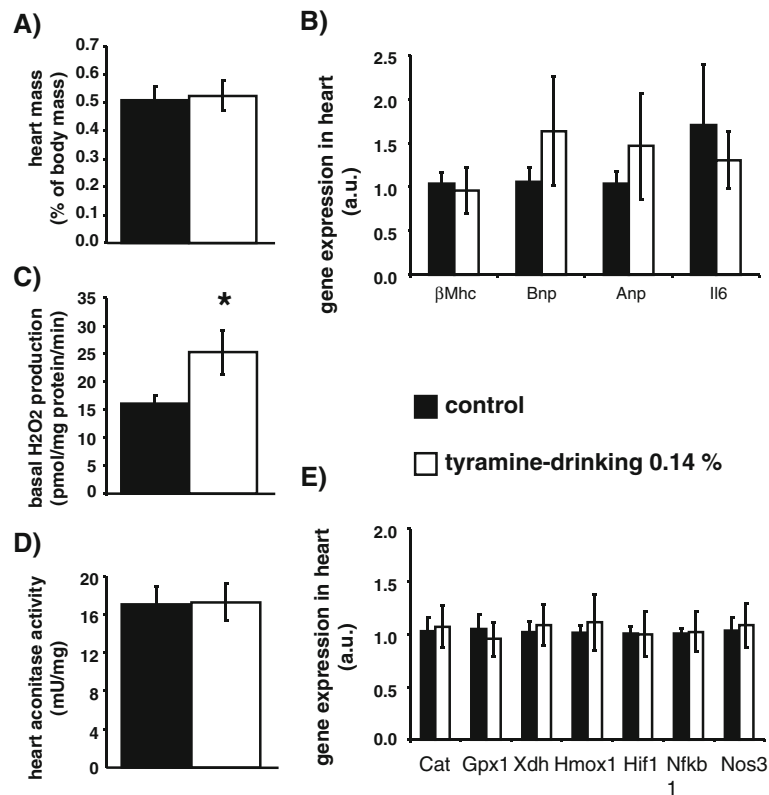 A)
heart mass
(% of body mass)
0.7
0.6
0.5
0.4
0.3
0.2
0.1
0.0
B)
gene expression in heart
(a.u.)
2.5
2.0
1.5
1.0
0.5
0.0
βMhc Bnp Anp Il6
C)
basal H2O2 production
(pmol/mg protein/min)
35
30
25
20
15
10
5
0
*
control
tyramine-drinking 0.14 %
D)
heart aconitase activity
(mU/mg)
20
16
12
8
4
0
E)
gene expression in heart
(a.u.)
2.0
1.5
1.0
0.5
0.0
Cat Gpx1 Xdh Hmox1 Hif1 Nfkb Nos3
1